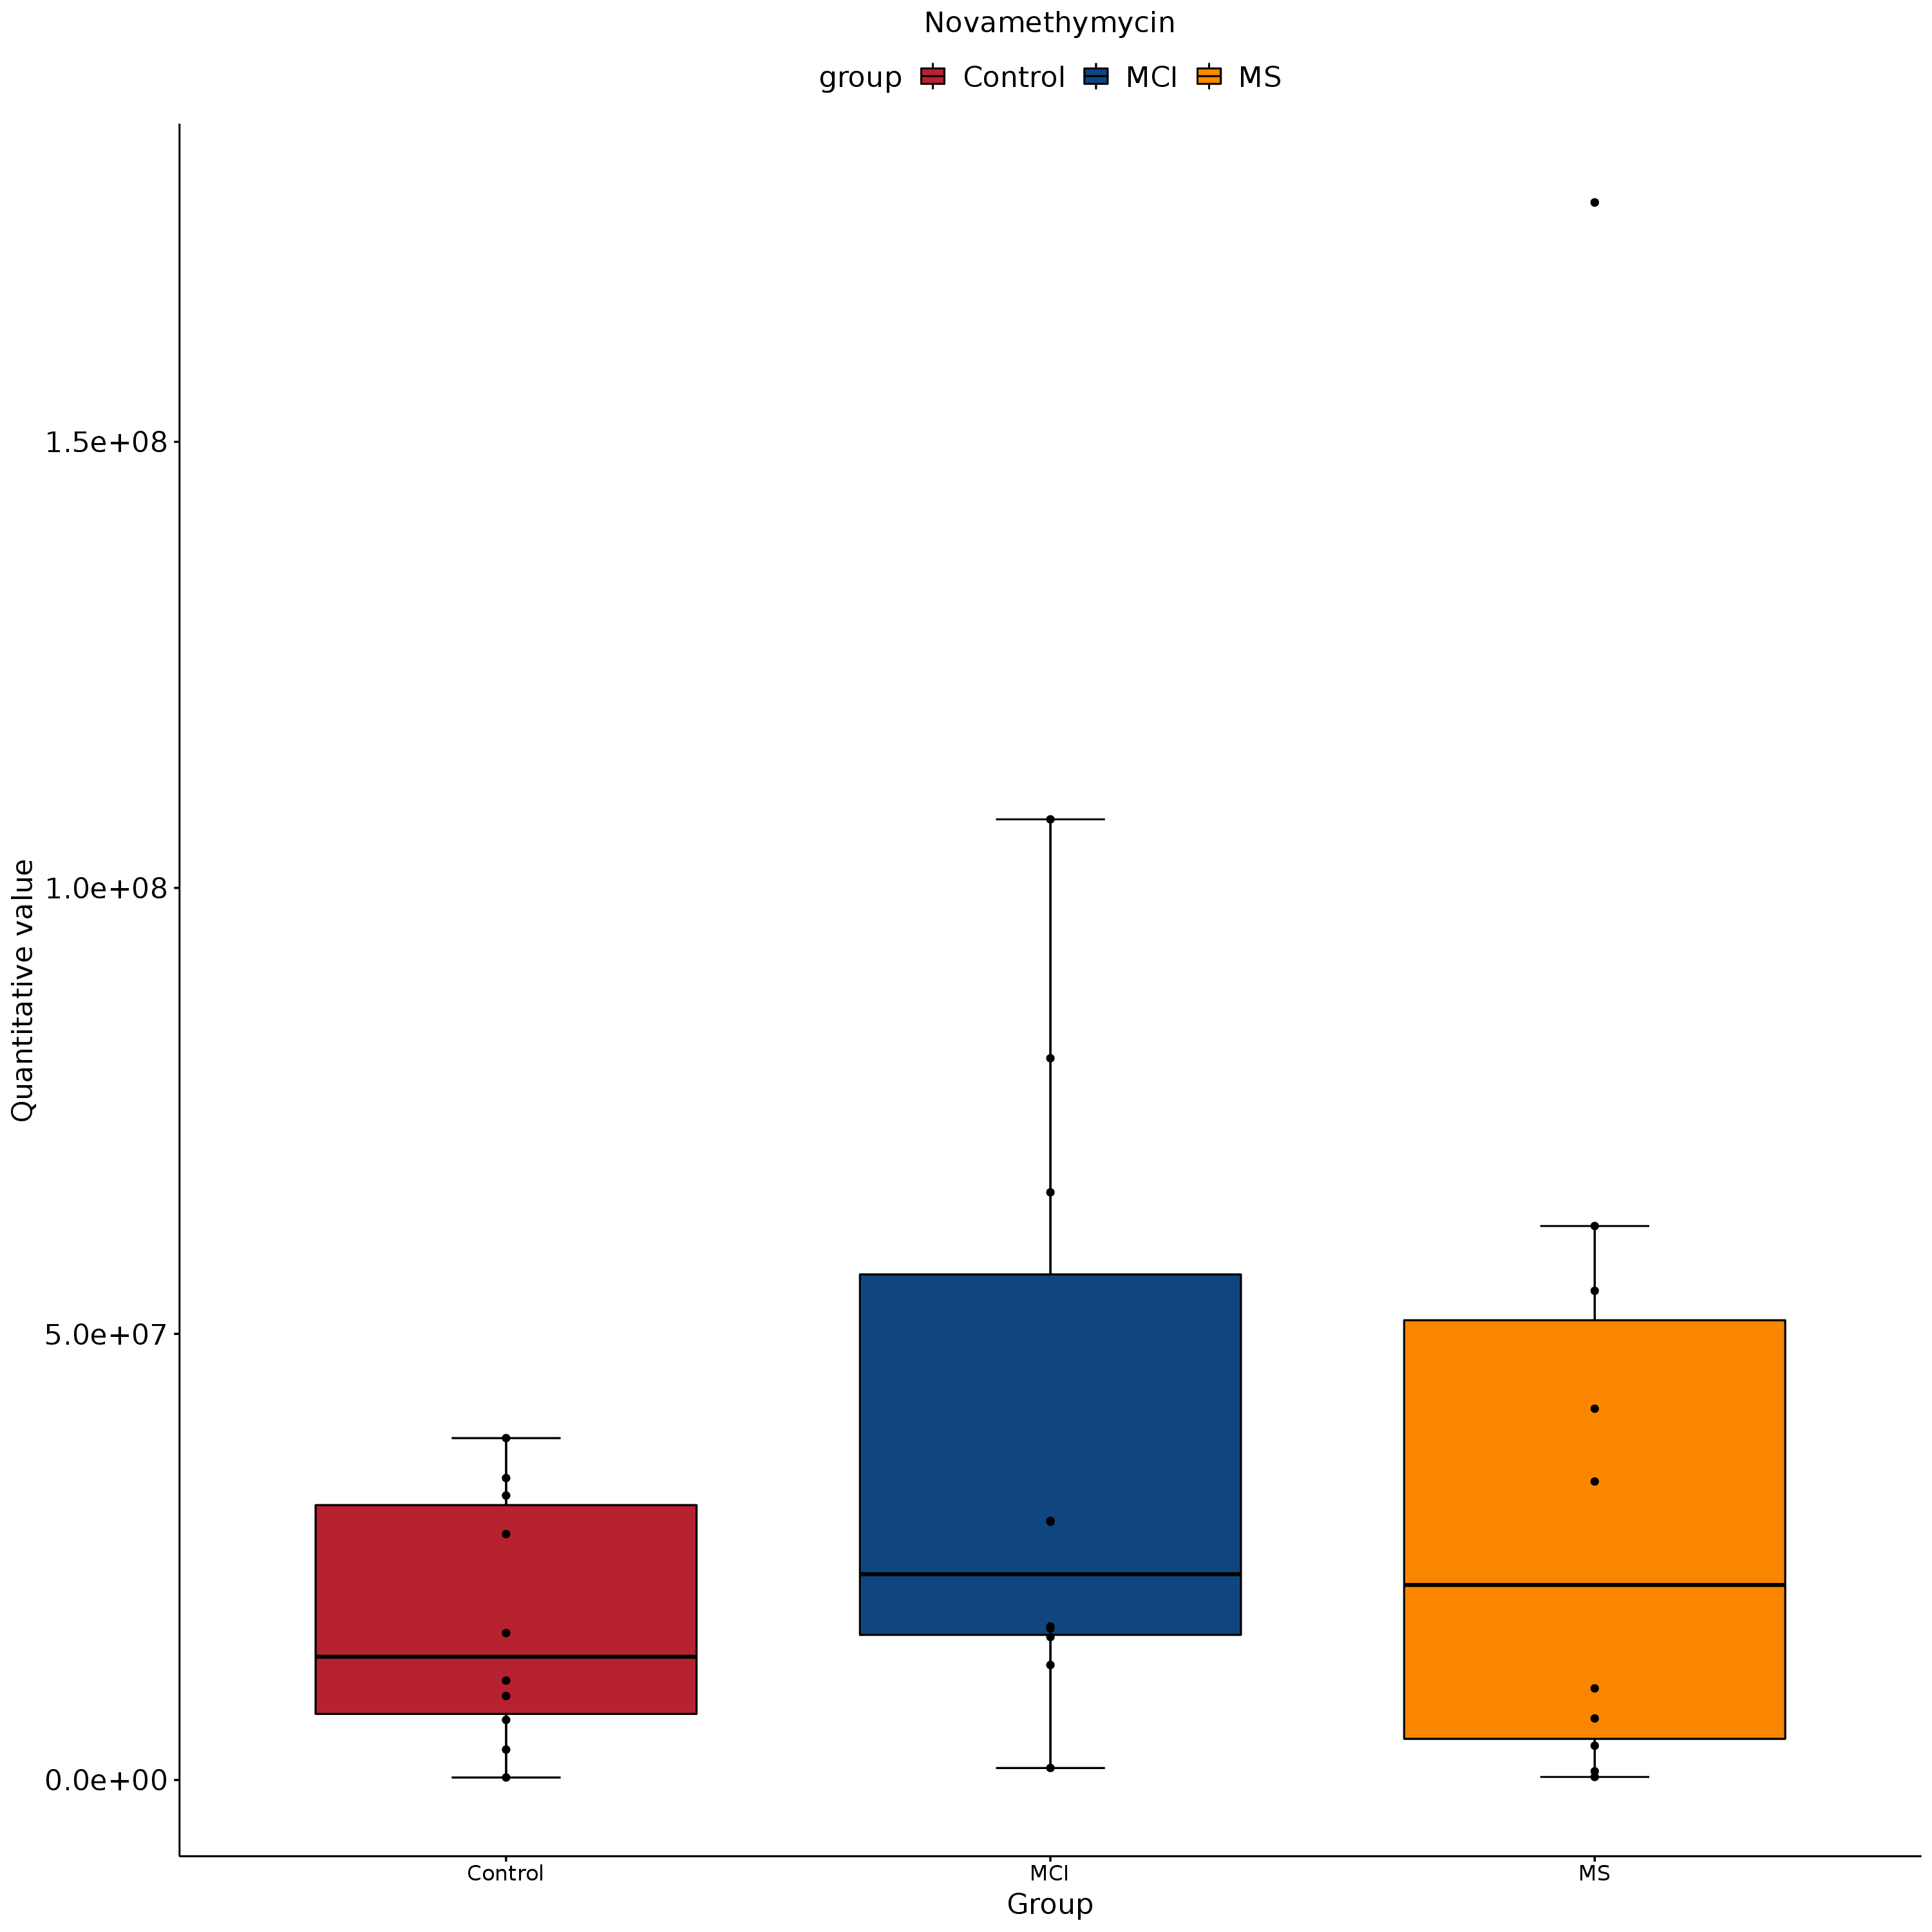 Novamethymycin
group Control MCI MS
1.5e+08
1.0e+08
5.0e+07
0.0e+00
Quantitative value
Control MCI MS
Group